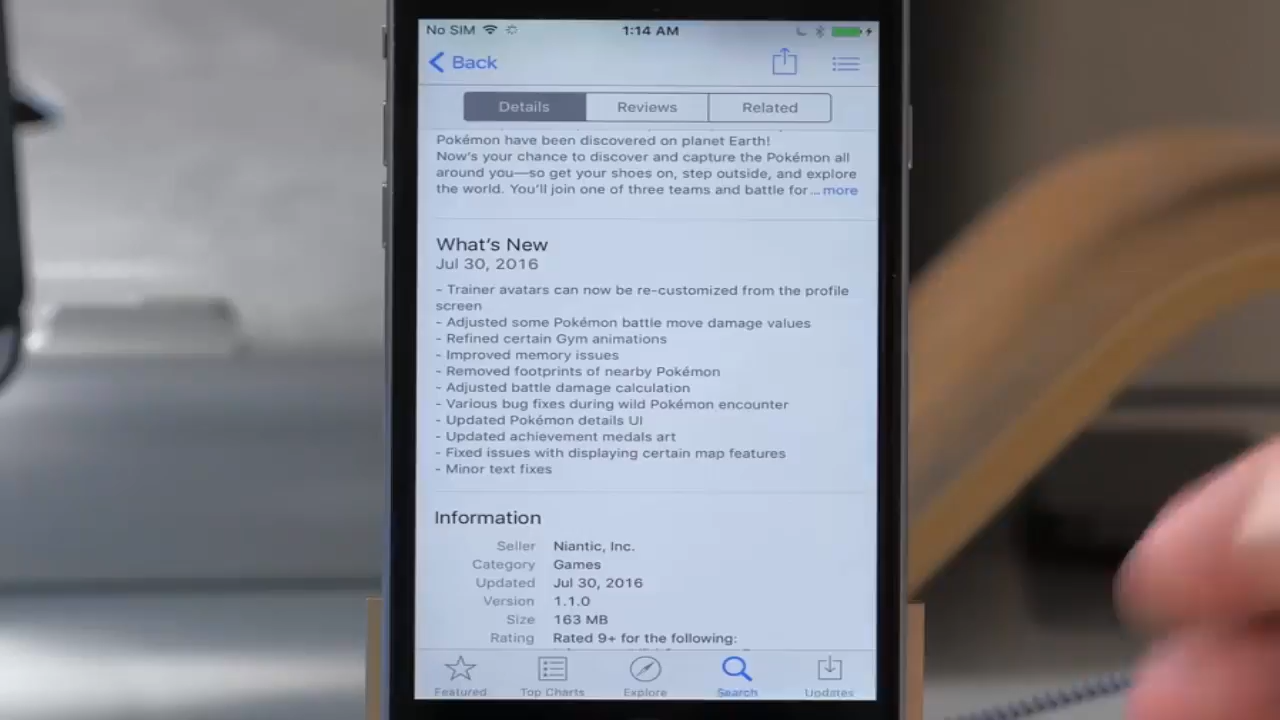 No SIM 1:14 AM
Back
Details Reviews Related
Pokémon have been discovered on planet Earth!
Now's your chance to discover and capture the Pokémon all
around you—so get your shoes on, step outside, and explore
the world. You'll join one of three teams and battle for... more
What's New
Jul 30, 2016
- Trainer avatars can now be re-customized from the profile
screen
- Adjusted some Pokémon battle move damage values
- Refined certain Gym animations
- Improved memory issues
- Removed footprints of nearby Pokémon
- Adjusted battle damage calculation
- Various bug fixes during wild Pokémon encounter
- Updated Pokémon details UI
- Updated achievement medals art
- Fixed issues with displaying certain map features
- Minor text fixes
Information
Seller Niantic, Inc.
Category Games
Updated Jul 30, 2016
Version 1.1.0
Size 163 MB
Rating Rated 9+ for the following:
Featured Top Charts Explore Search Updates